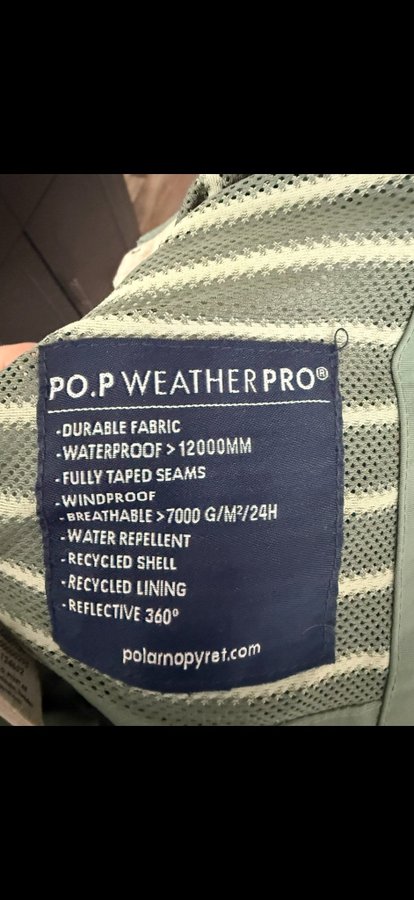 PO.P WEATHERPRO®
-DURABLE FABRIC
-WATERPROOF > 12000MM
-FULLY TAPED SEAMS
-WINDPROOF
-BREATHABLE >7000 G/M²/24H
-WATER REPELLENT
-RECYCLED SHELL
-RECYCLED LINING
-REFLECTIVE 360°
polarnopyret.com